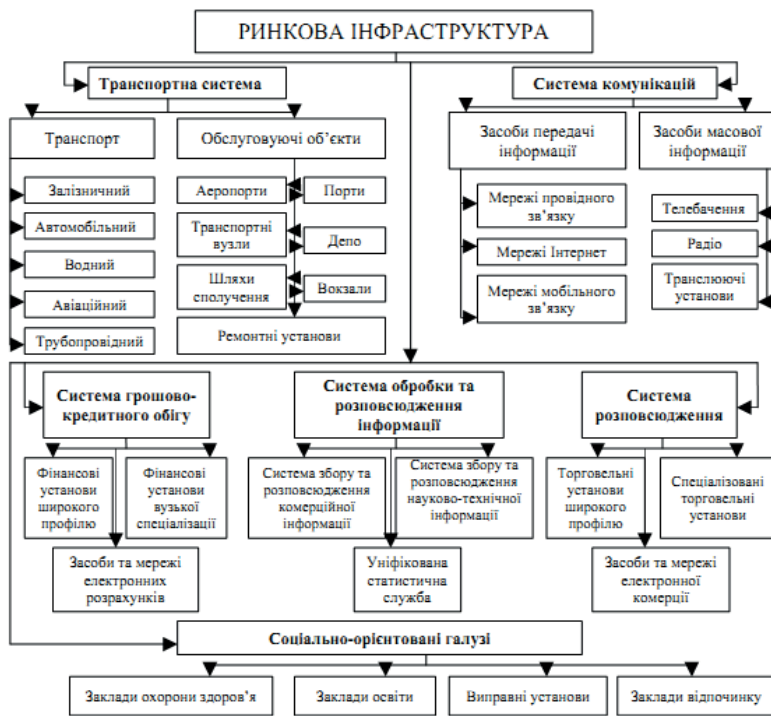 РИНКОВА ІНФРАСТРУКТУРА
Транспортна система
Система комунікацій
Транспорт
Обслуговуючі об’єкти
Засоби передачі
інформації
Засоби масової
інформації
Залізничний
Автомобільний
Водний
Авіаційний
Трубопровідний
Аеропорти
Порти
Транспортні
вузли
Депо
Шляхи
сполучення
Вокзали
Ремонтні установи
Мережі провідного
зв’язку
Мережі Інтернет
Мережі мобільного
зв’язку
Телебачення
Радіо
Транслюючі
установи
Система грошово-
кредитного обігу
Система обробки та
розповсюдження
інформації
Система
розповсюдження
Фінансові
установи
широкого
профілю
Фінансові
установи
вузької
спеціалізації
Засоби та мережі
електронних
розрахунків
Система збору та
розповсюдження
комерційної
інформації
Система збору та
розповсюдження
науково-технічної
інформації
Уніфікована
статистична
служба
Торговельні
установи
широкого
профілю
Спеціалізовані
торговельні
установи
Засоби та мережі
електронної
комерції
Соціально-орієнтовані галузі
Заклади охорони здоров’я
Заклади освіти
Виправні установи
Заклади відпочинку